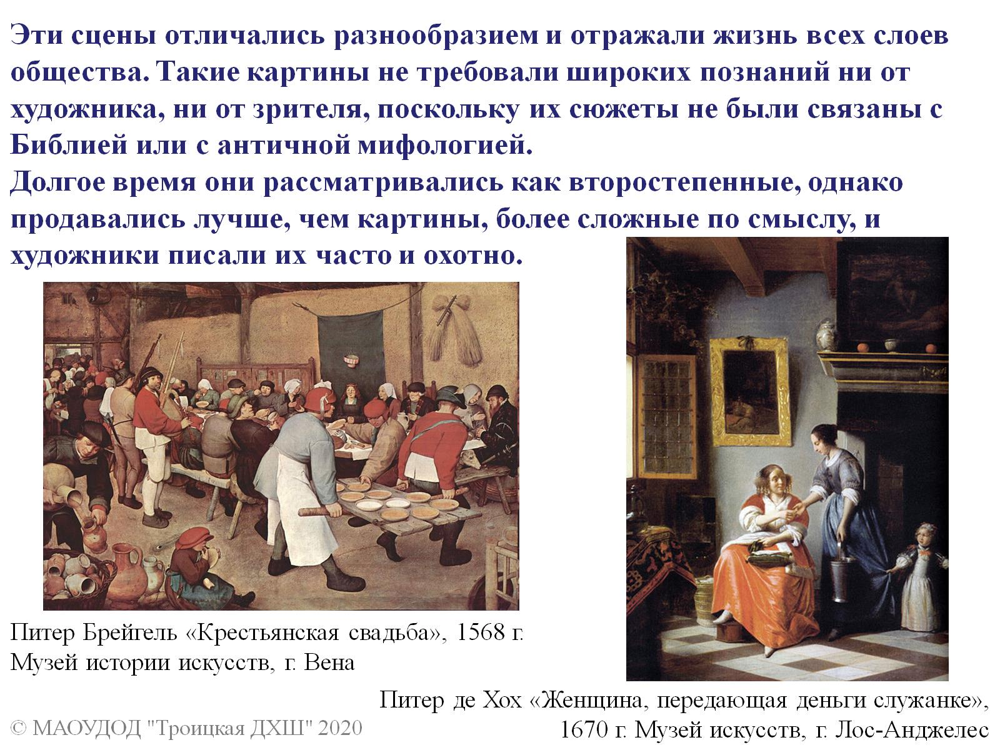 Эти сцены отличались разнообразием и отражали жизнь всех слоев
общества. Такие картины не требовали широких познаний ни от
художника, ни от зрителя, поскольку их сюжеты не были связаны с
Библией или с античной мифологией.
Долгое время они рассматривались как второстепенные, однако
продавались лучше, чем картины, более сложные по смыслу, и
художники писали их часто и охотно.
Питер Брейгель «Крестьянская свадьба», 1568 г.
Музей истории искусств, г. Вена
Питер де Хох «Женщина, передающая деньги служанке»,
1670 г. Музей искусств, г. Лос-Анджелес
© МАОУДОД "Троицкая ДХШ" 2020